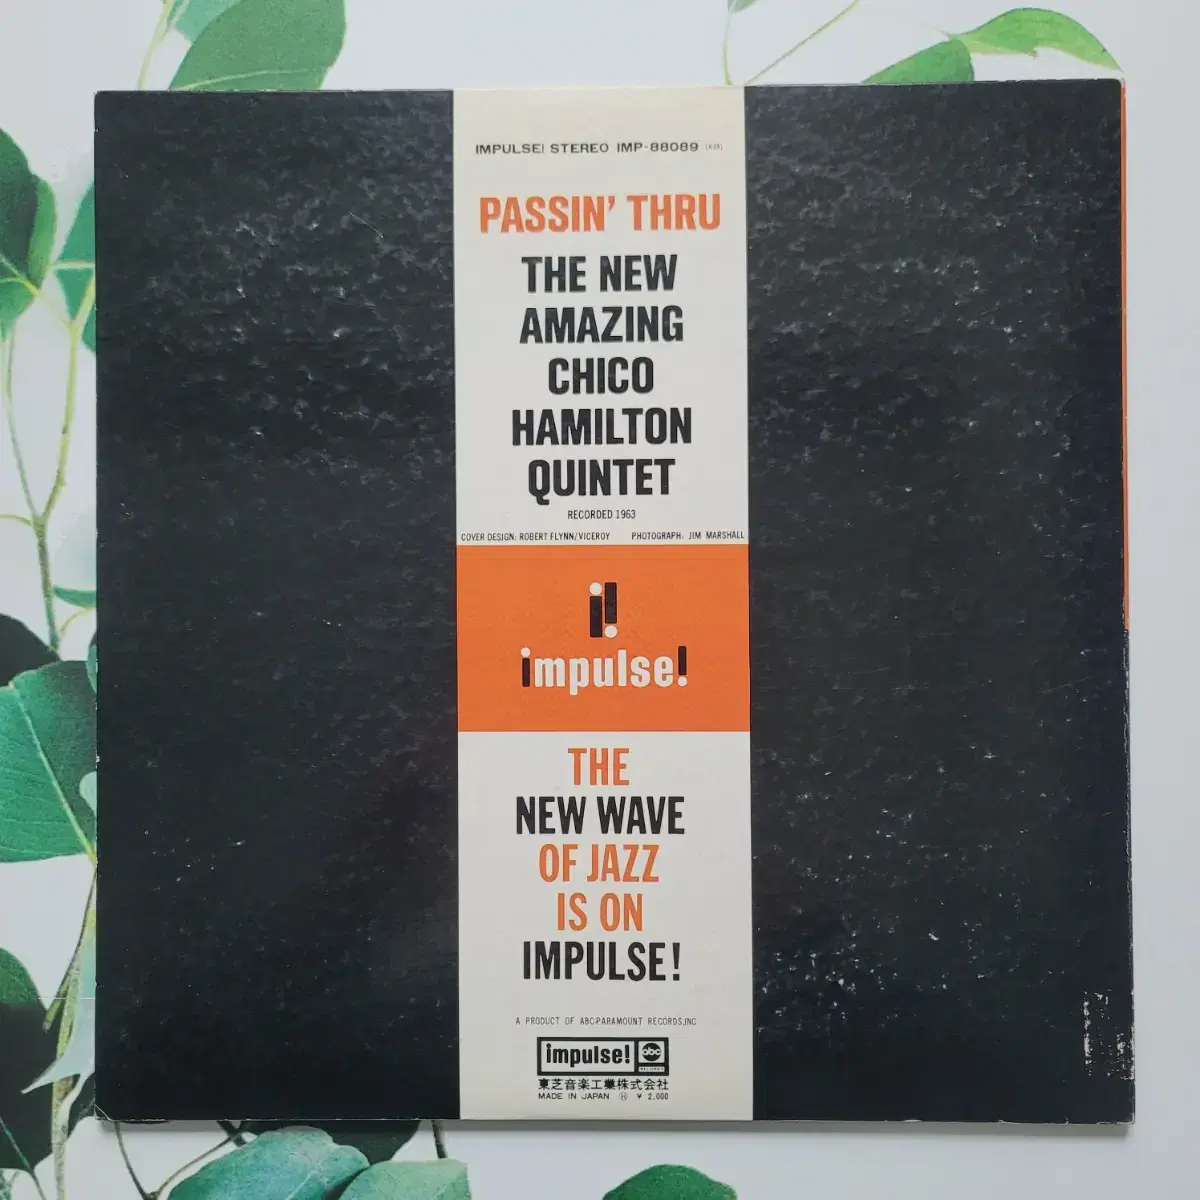 IMPULSE! STEREO IMP-88089
PASSIN' THRU
THE NEW
AMAZING
CHICO
HAMILTON
QUINTET
RECORDED 1963
COVER DESIGN: ROBERT FLYNN/VICEROY PHOTOGRAPH: JIM MARSHALL
i!
impulse!
THE
NEW WAVE
OF JAZZ
IS ON
IMPULSE!
A PRODUCT OF ABC-PARAMOUNT RECORDS,INC
impulse! abc RECORDS
東芝音楽工業株式会社
MADE IN JAPAN Ⓗ ¥ 2,000